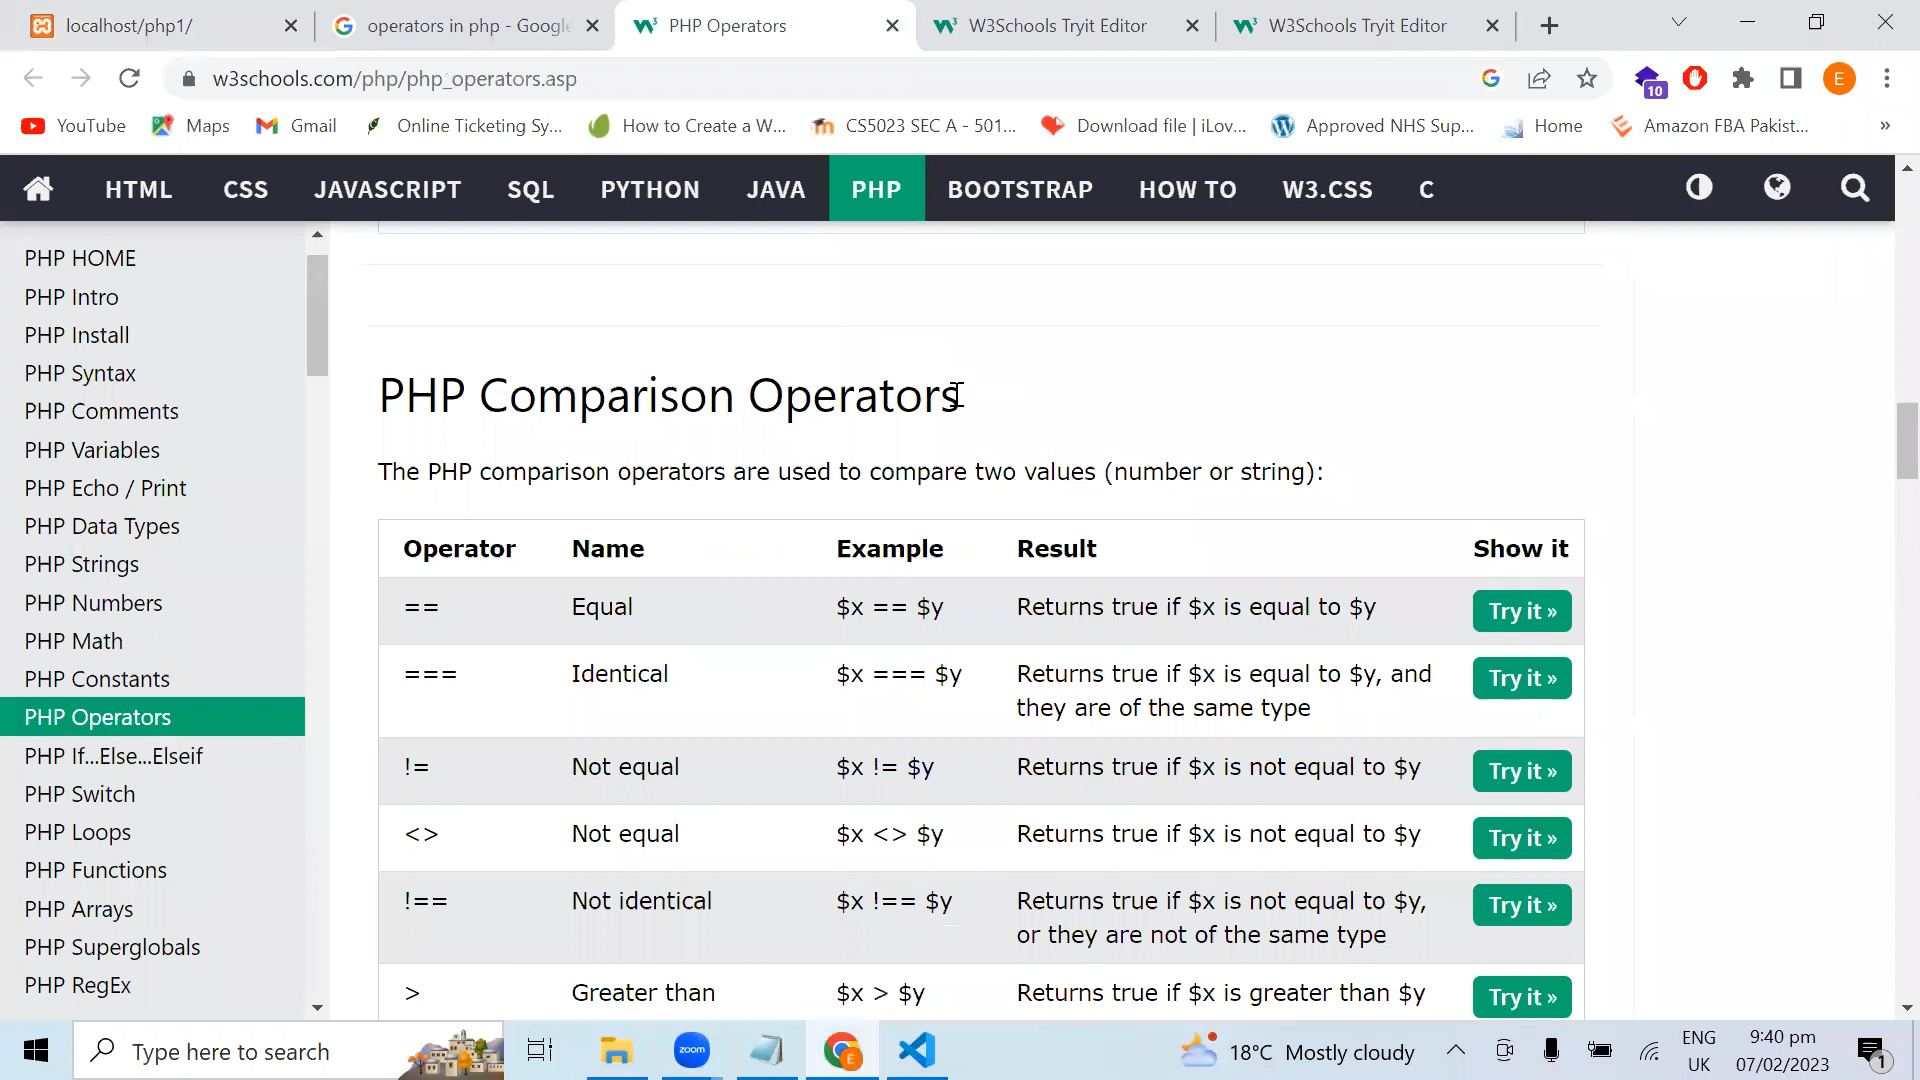 localhost/php1/
operators in php - Google
PHP Operators
W3Schools Tryit Editor
W3Schools Tryit Editor
w3schools.com/php/php_operators.asp
10
E
YouTube
Maps
Gmail
Online Ticketing Sy...
How to Create a W...
CS5023 SEC A - 501...
Download file | iLov...
Approved NHS Sup...
Home
Amazon FBA Pakist...
»
HTML
CSS
JAVASCRIPT
SQL
PYTHON
JAVA
PHP
BOOTSTRAP
HOW TO
W3.CSS
C
PHP HOME
PHP Intro
PHP Install
PHP Syntax
PHP Comments
PHP Variables
PHP Echo / Print
PHP Data Types
PHP Strings
PHP Numbers
PHP Math
PHP Constants
PHP Operators
PHP If...Else...Elseif
PHP Switch
PHP Loops
PHP Functions
PHP Arrays
PHP Superglobals
PHP RegEx
PHP Comparison Operators
The PHP comparison operators are used to compare two values (number or string):
Operator Name Example Result Show it
== Equal $x == $y Returns true if $x is equal to $y Try it »
=== Identical $x === $y Returns true if $x is equal to $y, and Try it »
they are of the same type
!= Not equal $x != $y Returns true if $x is not equal to $y Try it »
<> Not equal $x <> $y Returns true if $x is not equal to $y Try it »
!== Not identical $x !== $y Returns true if $x is not equal to $y, Try it »
or they are not of the same type
> Greater than $x > $y Returns true if $x is greater than $y Try it »
Type here to search
zoom
E
18°C Mostly cloudy
ENG
UK
9:40 pm
07/02/2023
1